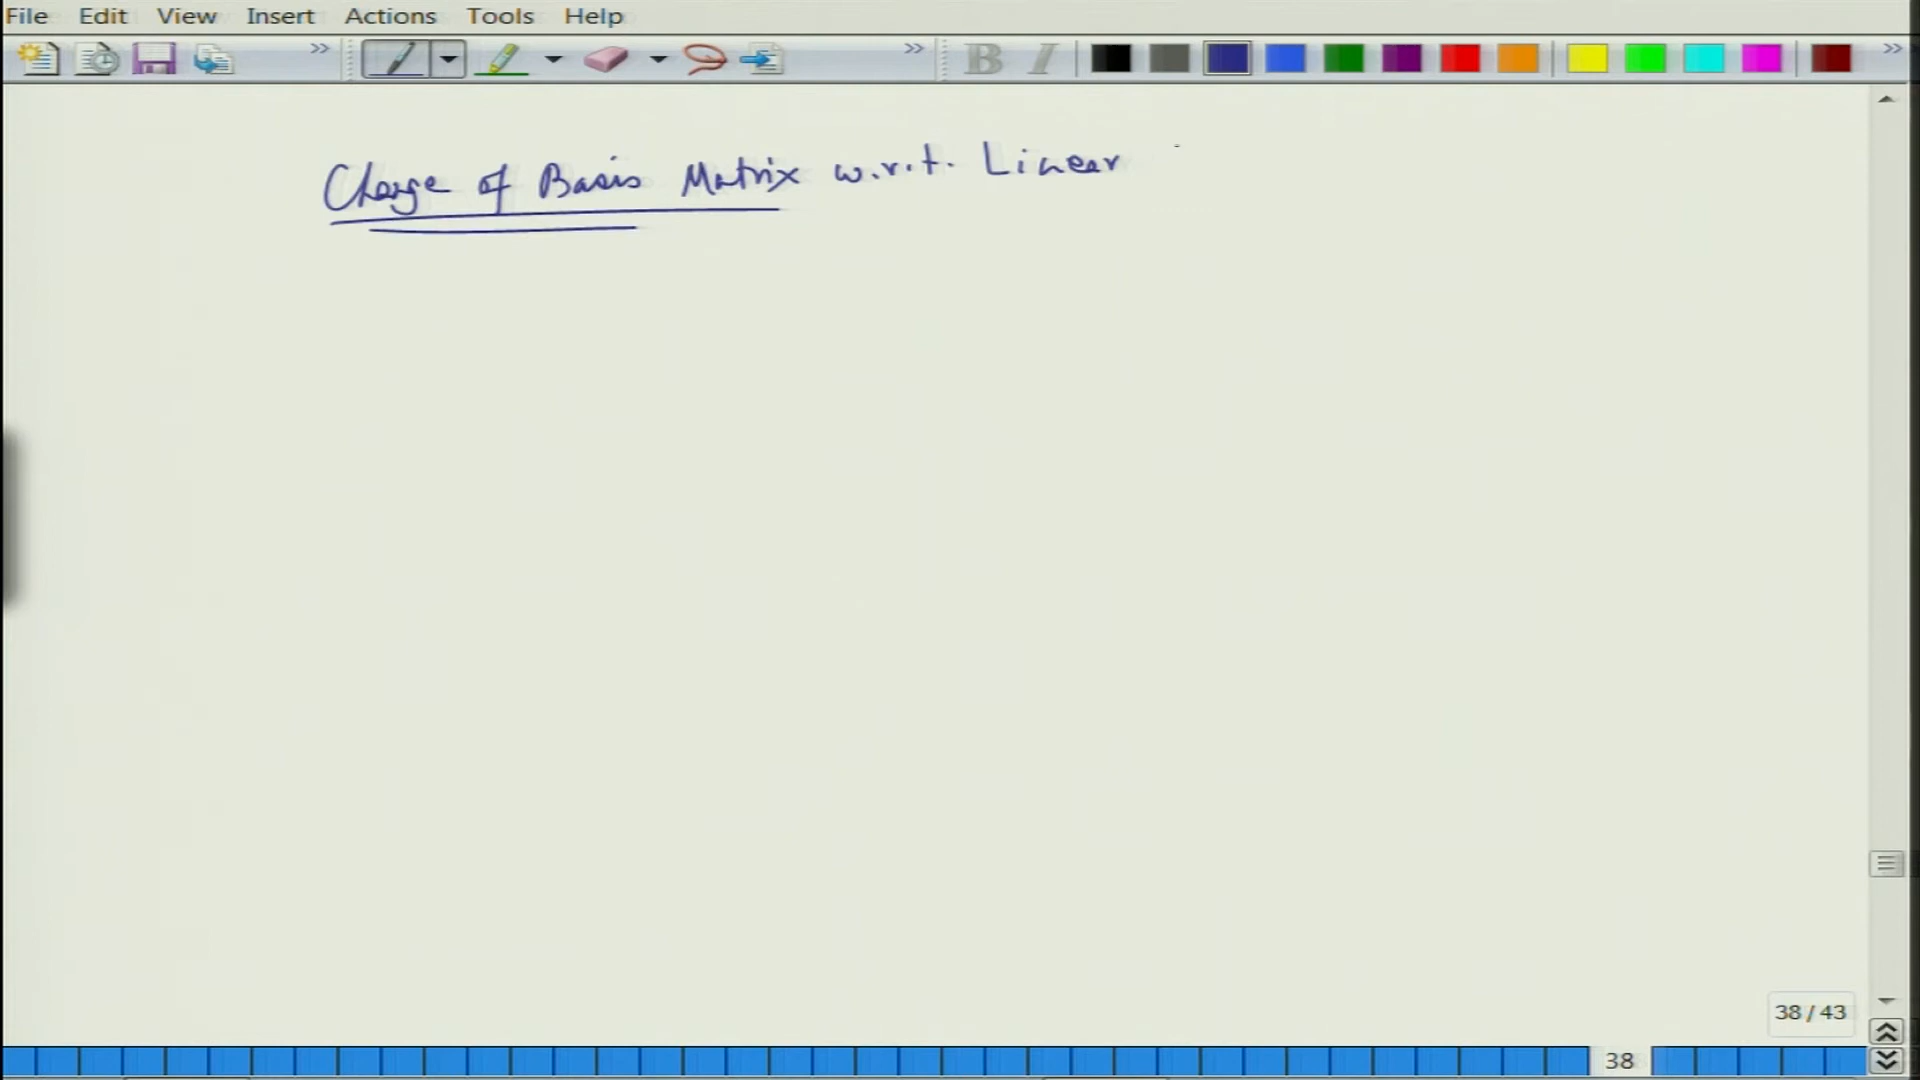 File Edit View Insert Actions Tools Help
B I
Change of Basis Matrix w.r.t. Linear
38 / 43
38